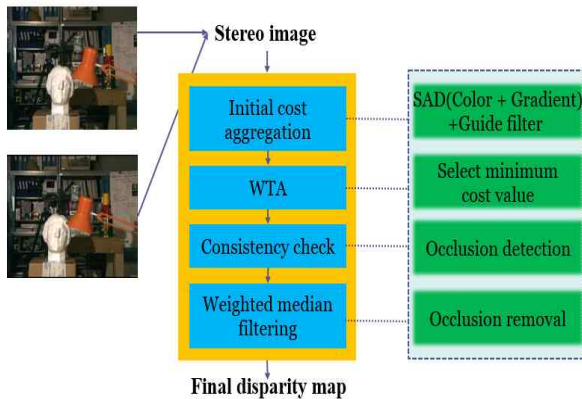 Stereo image
Initial cost
aggregation
SAD(Color + Gradient)
+Guide filter
WTA
Select minimum
cost value
Consistency check
Occlusion detection
Weighted median
filtering
Occlusion removal
Final disparity map